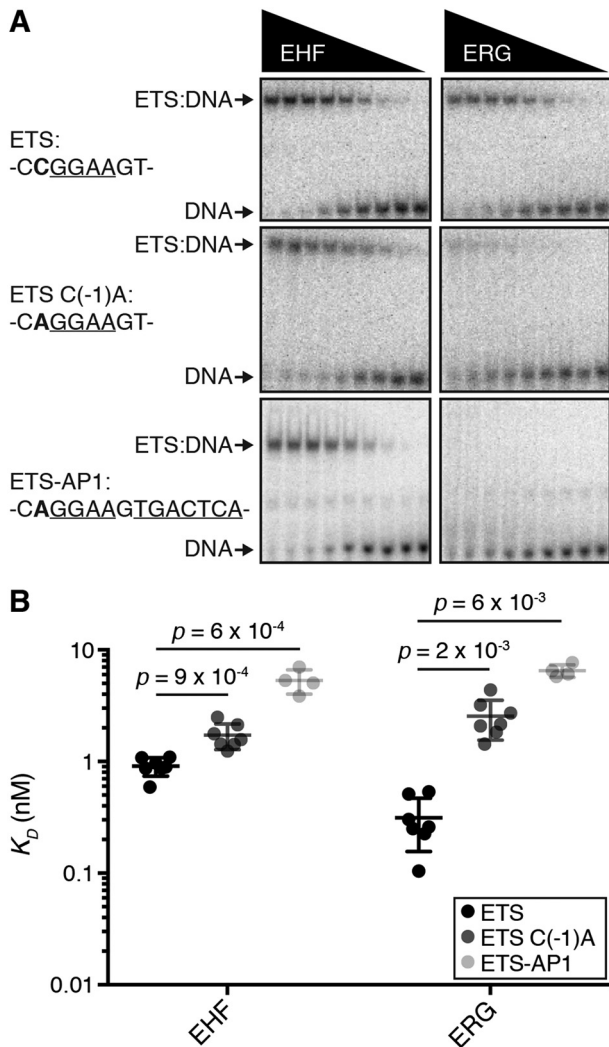 A
EHF ERG
ETS:DNA
ETS:
-CCGGAAGT-
DNA
ETS:DNA
ETS C(-1)A:
-CAGGAAGT-
DNA
ETS:DNA
ETS-AP1:
-CAGGAAGTGACTCA-
DNA
B
p = 6 x 10-3
p = 6 x 10-4
p = 2 x 10-3
p = 9 x 10-4
10
1
0.1
0.01
KD (nM)
ETS
ETS C(-1)A
ETS-AP1
EHF
ERG